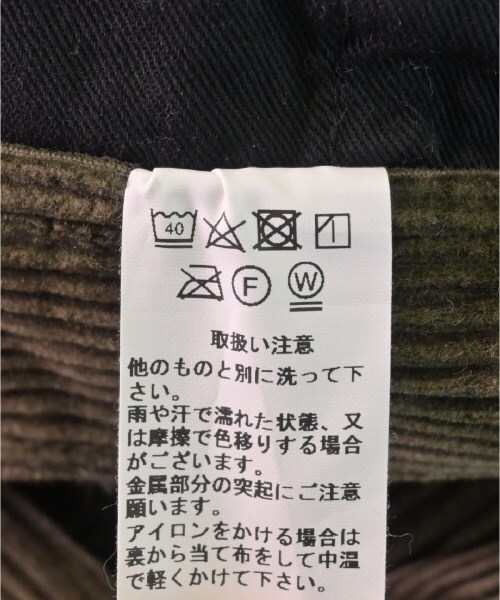 40
F W
取扱い注意
他のものと別に洗って下
さい。
雨や汗で濡れた状態、又
は摩擦で色移りする場合
がございます。
金属部分の突起にご注意
願います。
アイロンをかける場合は
裏から当て布をして中温
で軽くかけて下さい。